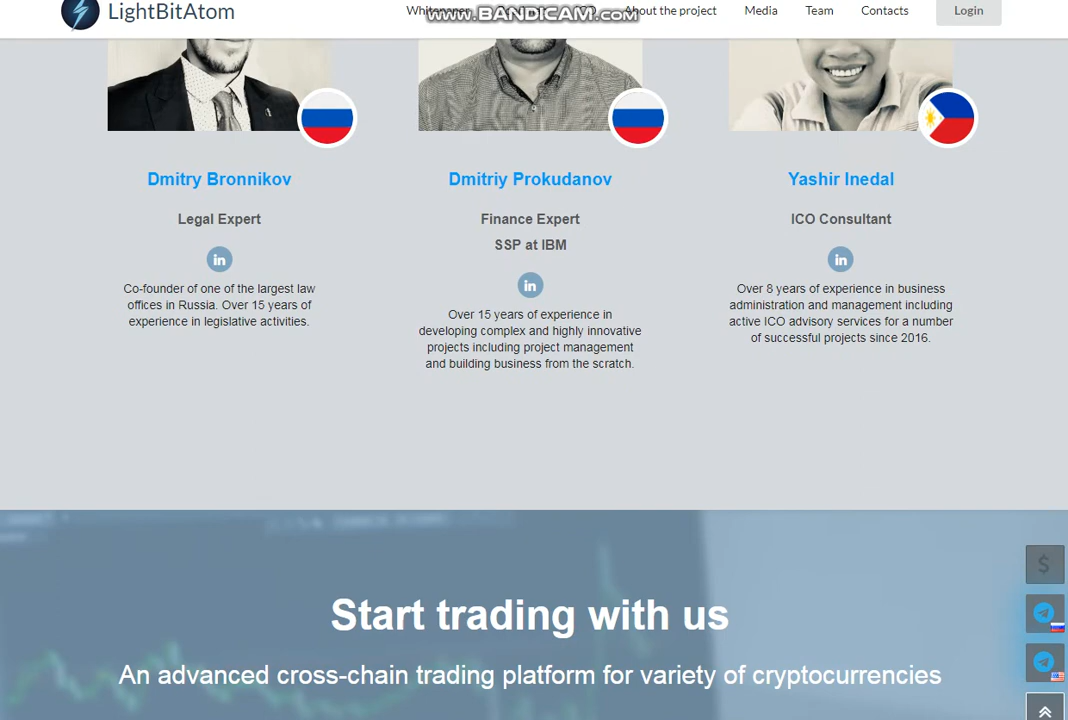 LightBitAtom
www.BANDICAM.com
About the project
Media
Team
Contacts
Login
Dmitry Bronnikov
Legal Expert
in
Co-founder of one of the largest law
offices in Russia. Over 15 years of
experience in legislative activities.
Dmitriy Prokudanov
Finance Expert
SSP at IBM
in
Over 15 years of experience in
developing complex and highly innovative
projects including project management
and building business from the scratch.
Yashir Inedal
ICO Consultant
in
Over 8 years of experience in business
administration and management including
active ICO advisory services for a number
of successful projects since 2016.
Start trading with us
An advanced cross-chain trading platform for variety of cryptocurrencies
$